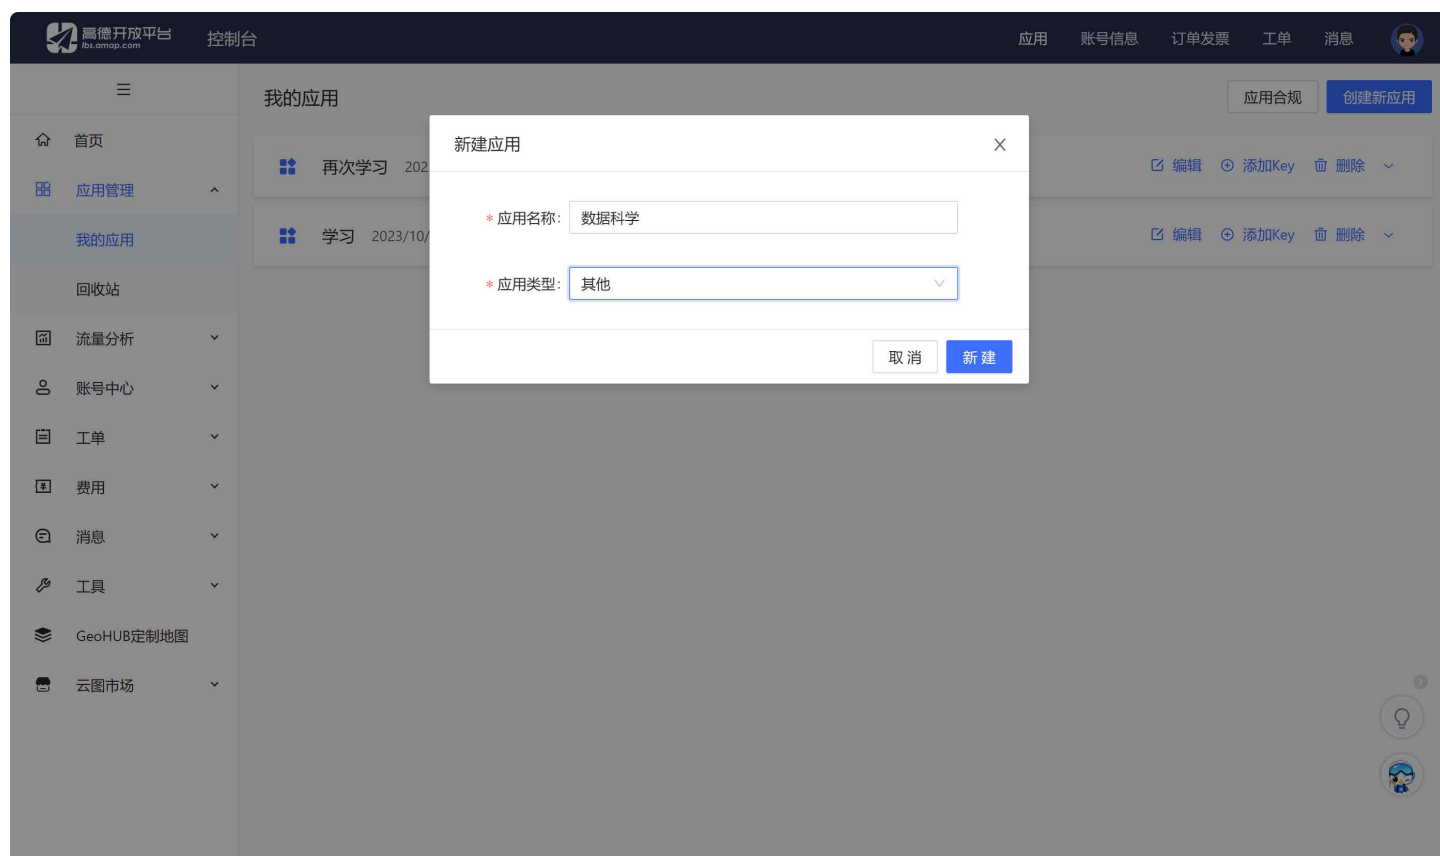 高德开放平台 控制台 应用 账号信息 订单发票 工单 消息
lbs.amap.com
我的应用 应用合规 创建新应用
首页
新建应用
再次学习 202 编辑 添加Key 删除
应用管理
* 应用名称: 数据科学
我的应用
学习 2023/10/ 编辑 添加Key 删除
* 应用类型: 其他
回收站
流量分析
取 消 新 建
账号中心
工单
费用
消息
工具
GeoHUB定制地图
云图市场